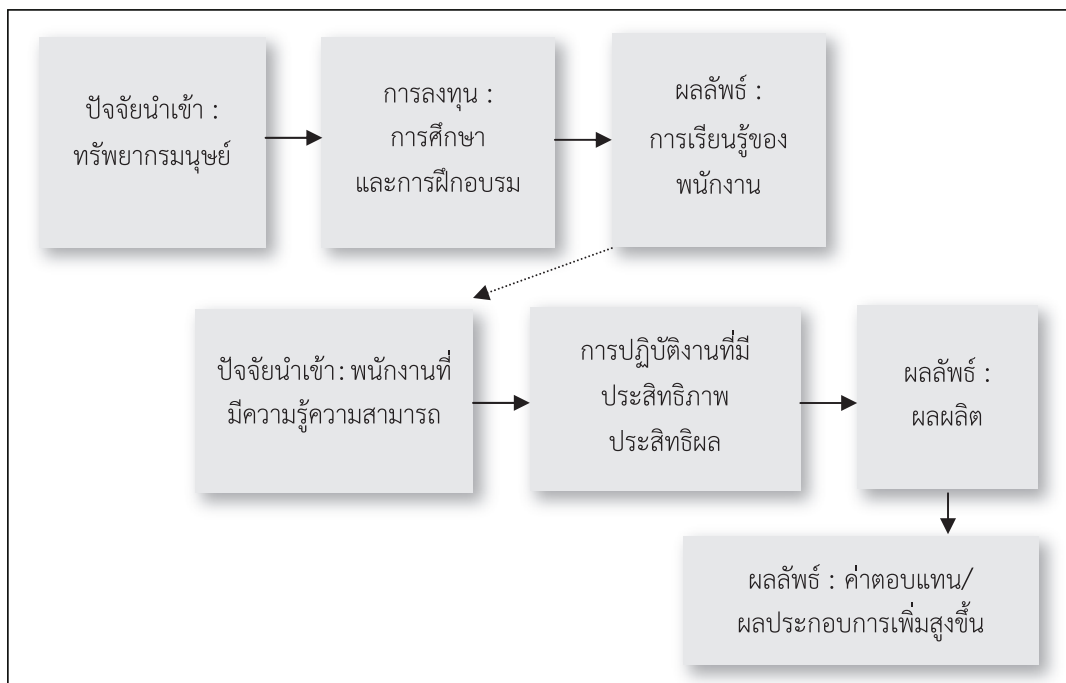 ปัจจัยนำเข้า :
ทรัพยากรมนุษย์
การลงทุน :
การศึกษา
และการฝึกอบรม
ผลลัพธ์ :
การเรียนรู้ของ
พนักงาน
ปัจจัยนำเข้า : พนักงานที่
มีความรู้ความสามารถ
การปฏิบัติงานที่มี
ประสิทธิภาพ
ประสิทธิผล
ผลลัพธ์ :
ผลผลิต
ผลลัพธ์ : ค่าตอบแทน/
ผลประกอบการเพิ่มสูงขึ้น